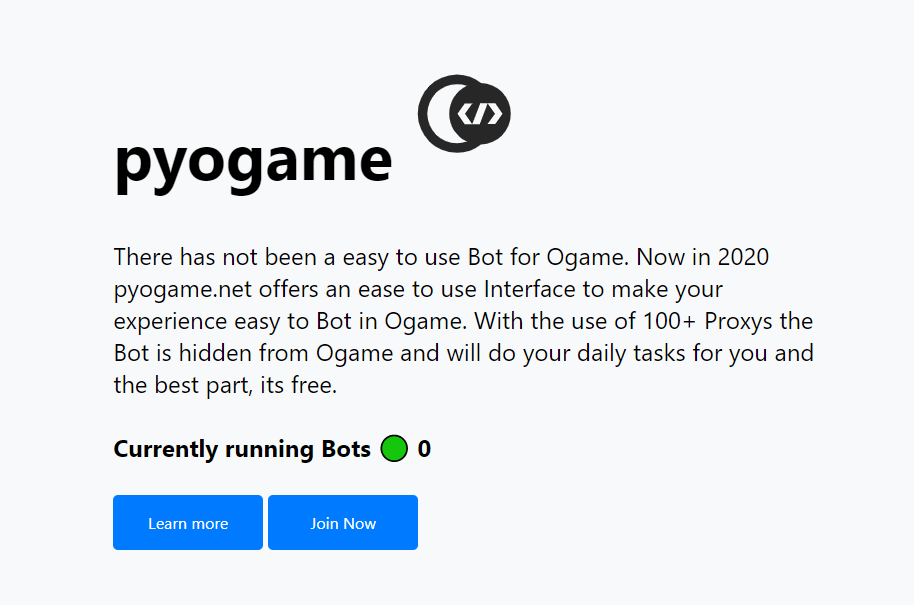 pyogame
There has not been a easy to use Bot for Ogame. Now in 2020
pyogame.net offers an ease to use Interface to make your
experience easy to Bot in Ogame. With the use of 100+ Proxys the
Bot is hidden from Ogame and will do your daily tasks for you and
the best part, its free.
Currently running Bots 0
Learn more
Join Now